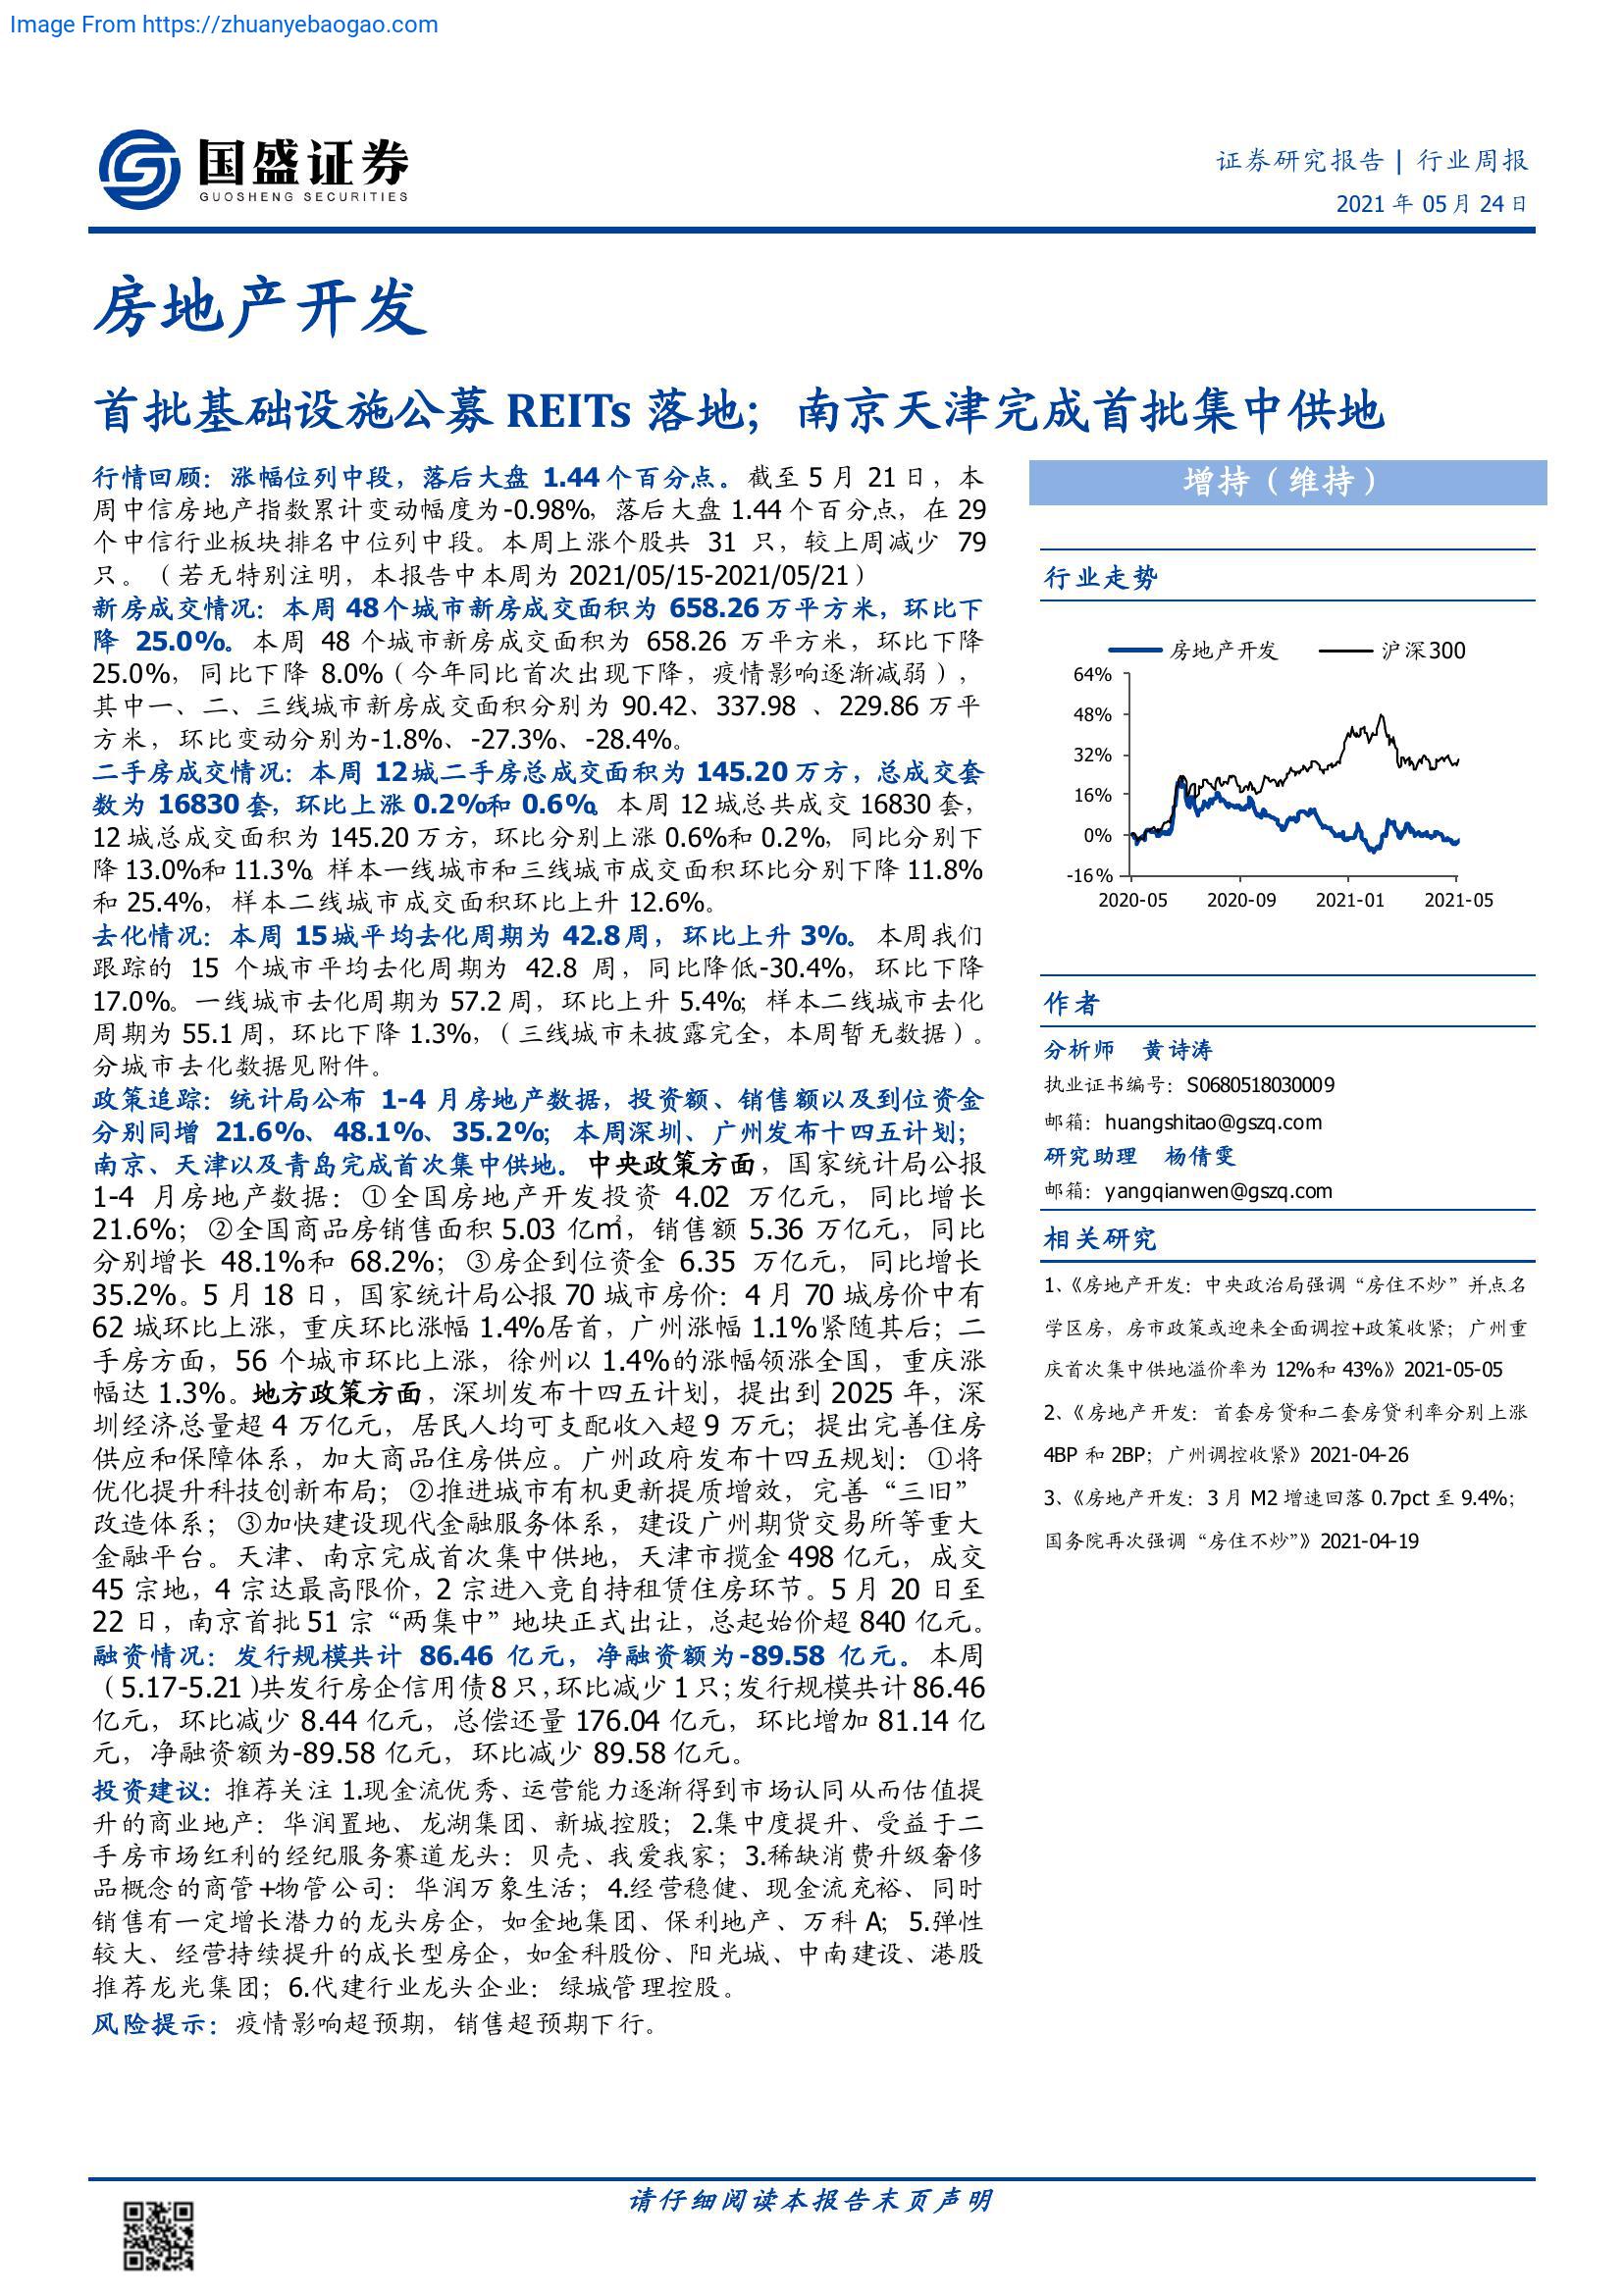 Image From https://zhuanyebaogao.com
国盛证券
GUOSHENG SECURITIES
证券研究报告 | 行业周报
2021 年 05 月 24 日
房地产开发
首批基础设施公募 REITs 落地；南京天津完成首批集中供地
行情回顾：涨幅位列中段，落后大盘 1.44 个百分点。截至 5 月 21 日，本
周中信房地产指数累计变动幅度为-0.98%，落后大盘 1.44 个百分点，在 29
个中信行业板块排名中位列中段。本周上涨个股共 31 只，较上周减少 79
只。（若无特别注明，本报告中本周为 2021/05/15-2021/05/21）
新房成交情况：本周 48 个城市新房成交面积为 658.26 万平方米，环比下
降 25.0%。本周 48 个城市新房成交面积为 658.26 万平方米，环比下降
25.0%，同比下降 8.0%（今年同比首次出现下降，疫情影响逐渐减弱），
其中一、二、三线城市新房成交面积分别为 90.42、337.98 、229.86 万平
方米，环比变动分别为-1.8%、-27.3%、-28.4%。
二手房成交情况：本周 12 城二手房总成交面积为 145.20 万方，总成交套
数为 16830 套，环比上涨 0.2%和 0.6%。本周 12 城总共成交 16830 套，
12 城总成交面积为 145.20 万方，环比分别上涨 0.6%和 0.2%，同比分别下
降 13.0%和 11.3%。样本一线城市和三线城市成交面积环比分别下降 11.8%
和 25.4%，样本二线城市成交面积环比上升 12.6%。
去化情况：本周 15 城平均去化周期为 42.8 周，环比上升 3%。本周我们
跟踪的 15 个城市平均去化周期为 42.8 周，同比降低-30.4%，环比下降
17.0%。一线城市去化周期为 57.2 周，环比上升 5.4%；样本二线城市去化
周期为 55.1 周，环比下降 1.3%，（三线城市未披露完全，本周暂无数据）。
分城市去化数据见附件。
政策追踪：统计局公布 1-4 月房地产数据，投资额、销售额以及到位资金
分别同增 21.6%、48.1%、35.2%；本周深圳、广州发布十四五计划；
南京、天津以及青岛完成首次集中供地。中央政策方面，国家统计局公报
1-4 月房地产数据：①全国房地产开发投资 4.02 万亿元，同比增长
21.6%；②全国商品房销售面积 5.03 亿㎡，销售额 5.36 万亿元，同比
分别增长 48.1%和 68.2%；③房企到位资金 6.35 万亿元，同比增长
35.2%。5 月 18 日，国家统计局公报 70 城市房价：4 月 70 城房价中有
62 城环比上涨，重庆环比涨幅 1.4%居首，广州涨幅 1.1%紧随其后；二
手房方面，56 个城市环比上涨，徐州以 1.4%的涨幅领涨全国，重庆涨
幅达 1.3%。地方政策方面，深圳发布十四五计划，提出到 2025 年，深
圳经济总量超 4 万亿元，居民人均可支配收入超 9 万元；提出完善住房
供应和保障体系，加大商品住房供应。广州政府发布十四五规划：①将
优化提升科技创新布局；②推进城市有机更新提质增效，完善“三旧”
改造体系；③加快建设现代金融服务体系，建设广州期货交易所等重大
金融平台。天津、南京完成首次集中供地，天津市揽金 498 亿元，成交
45 宗地，4 宗达最高限价，2 宗进入竞自持租赁住房环节。5 月 20 日至
22 日，南京首批 51 宗“两集中”地块正式出让，总起始价超 840 亿元。
融资情况：发行规模共计 86.46 亿元，净融资额为-89.58 亿元。本周
（5.17-5.21）共发行房企信用债 8 只，环比减少 1 只；发行规模共计 86.46
亿元，环比减少 8.44 亿元，总偿还量 176.04 亿元，环比增加 81.14 亿
元，净融资额为-89.58 亿元，环比减少 89.58 亿元。
投资建议：推荐关注 1.现金流优秀、运营能力逐渐得到市场认同从而估值提
升的商业地产：华润置地、龙湖集团、新城控股；2.集中度提升、受益于二
手房市场红利的经纪服务赛道龙头：贝壳、我爱我家；3.稀缺消费升级奢侈
品概念的商管+物管公司：华润万象生活；4.经营稳健、现金流充裕、同时
销售有一定增长潜力的龙头房企，如金地集团、保利地产、万科 A；5.弹性
较大、经营持续提升的成长型房企，如金科股份、阳光城、中南建设、港股
推荐龙光集团；6.代建行业龙头企业：绿城管理控股。
风险提示：疫情影响超预期，销售超预期下行。
增持（维持）
行业走势
房地产开发 沪深300
64%
48%
32%
16%
0%
-16%
2020-05 2020-09 2021-01 2021-05
作者
分析师 黄诗涛
执业证书编号：S0680518030009
邮箱：huangshitao@gszq.com
研究助理 杨倩雯
邮箱：yangqianwen@gszq.com
相关研究
1、《房地产开发：中央政治局强调“房住不炒”并点名
学区房，房市政策或迎来全面调控+政策收紧；广州重
庆首次集中供地溢价率为 12%和 43%》2021-05-05
2、《房地产开发：首套房贷和二套房贷利率分别上涨
4BP 和 2BP；广州调控收紧》2021-04-26
3、《房地产开发：3 月 M2 增速回落 0.7pct 至 9.4%；
国务院再次强调“房住不炒”》2021-04-19
请仔细阅读本报告末页声明